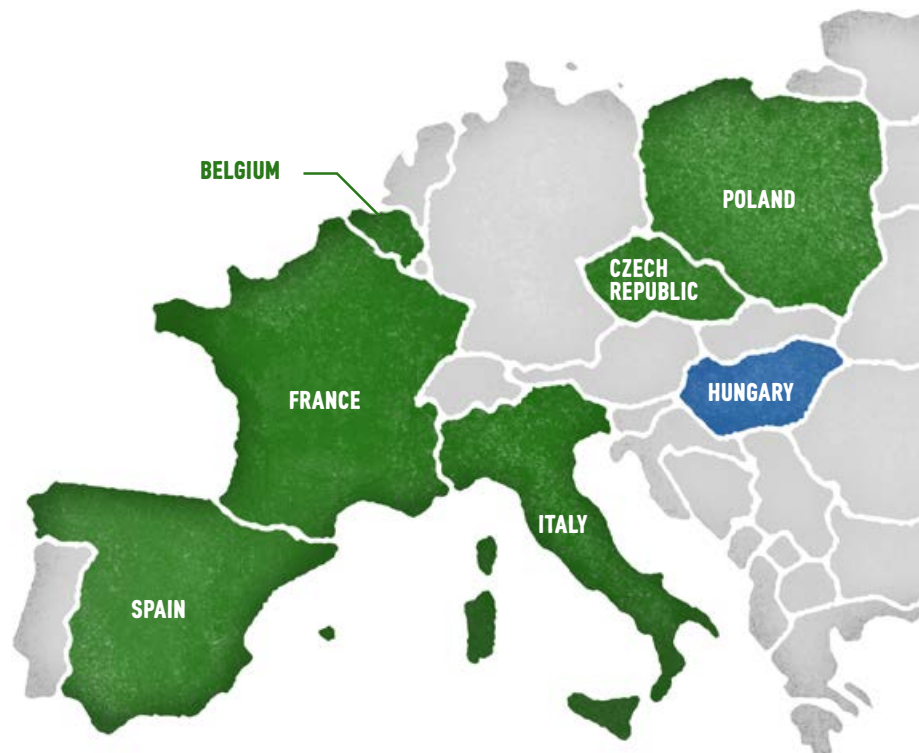 BELGIUM
POLAND
CZECH
REPUBLIC
HUNGARY
FRANCE
ITALY
SPAIN